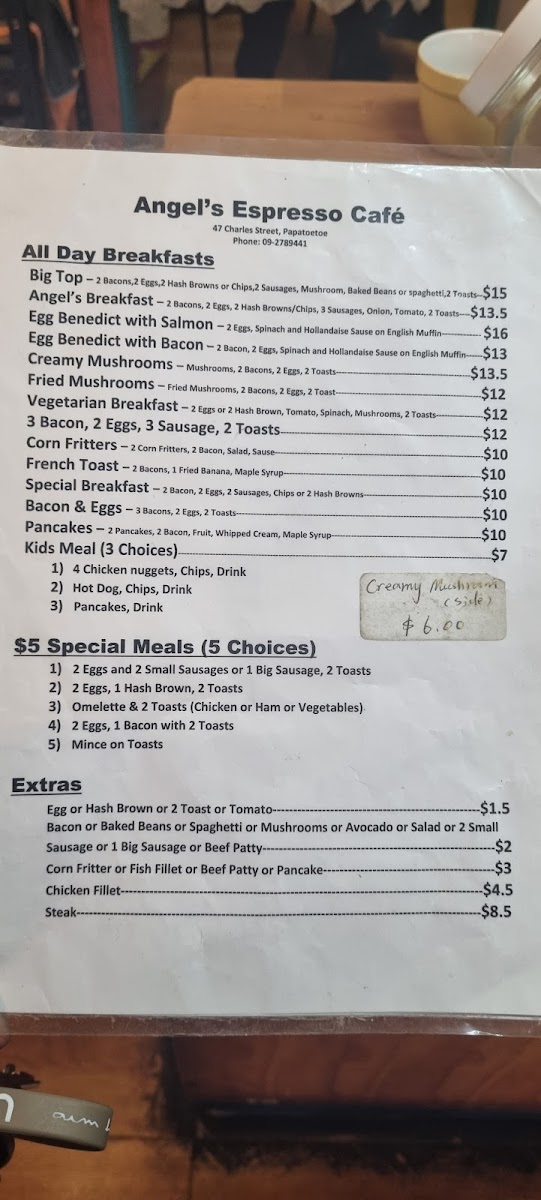 Angel's Espresso Café
47 Charles Street, Papatoetoe
Phone: 09-2789441
All Day Breakfasts
Big Top – 2 Bacons,2 Eggs,2 Hash Browns or Chips,2 Sausages, Mushroom, Baked Beans or spaghetti,2 Toasts--$15
Angel's Breakfast – 2 Bacons, 2 Eggs, 2 Hash Browns/Chips, 3 Sausages, Onion, Tomato, 2 Toasts----$13.5
Egg Benedict with Salmon – 2 Eggs, Spinach and Hollandaise Sause on English Muffin------------ $16
Egg Benedict with Bacon – 2 Bacon, 2 Eggs, Spinach and Hollandaise Sause on English Muffin-----$13
Creamy Mushrooms – Mushrooms, 2 Bacons, 2 Eggs, 2 Toasts----------------------------------$13.5
Fried Mushrooms – Fried Mushrooms, 2 Bacons, 2 Eggs, 2 Toast------------------------------------$12
Vegetarian Breakfast – 2 Eggs or 2 Hash Brown, Tomato, Spinach, Mushrooms, 2 Toasts------------$12
3 Bacon, 2 Eggs, 3 Sausage, 2 Toasts--------------------------------------------------$12
Corn Fritters – 2 Corn Fritters, 2 Bacon, Salad, Sause-----------------------------------------------$10
French Toast – 2 Bacons, 1 Fried Banana, Maple Syrup---------------------------------------------$10
Special Breakfast – 2 Bacon, 2 Eggs, 2 Sausages, Chips or 2 Hash Browns---------------------------$10
Bacon & Eggs – 3 Bacons, 2 Eggs, 2 Toasts---------------------------------------------------------$10
Pancakes – 2 Pancakes, 2 Bacon, Fruit, Whipped Cream, Maple Syrup----------------------------------$10
Kids Meal (3 Choices)--------------------------------------------------------------------------$7
1) 4 Chicken nuggets, Chips, Drink
2) Hot Dog, Chips, Drink
3) Pancakes, Drink
Creamy Mushroom
(side)
$ 6.00
$5 Special Meals (5 Choices)
1) 2 Eggs and 2 Small Sausages or 1 Big Sausage, 2 Toasts
2) 2 Eggs, 1 Hash Brown, 2 Toasts
3) Omelette & 2 Toasts (Chicken or Ham or Vegetables)
4) 2 Eggs, 1 Bacon with 2 Toasts
5) Mince on Toasts
Extras
Egg or Hash Brown or 2 Toast or Tomato--------------------------------------------------$1.5
Bacon or Baked Beans or Spaghetti or Mushrooms or Avocado or Salad or 2 Small
Sausage or 1 Big Sausage or Beef Patty-------------------------------------------------------$2
Corn Fritter or Fish Fillet or Beef Patty or Pancake----------------------------------------$3
Chicken Fillet--------------------------------------------------------------------------------------$4.5
Steak-------------------------------------------------------------------------------------------------$8.5